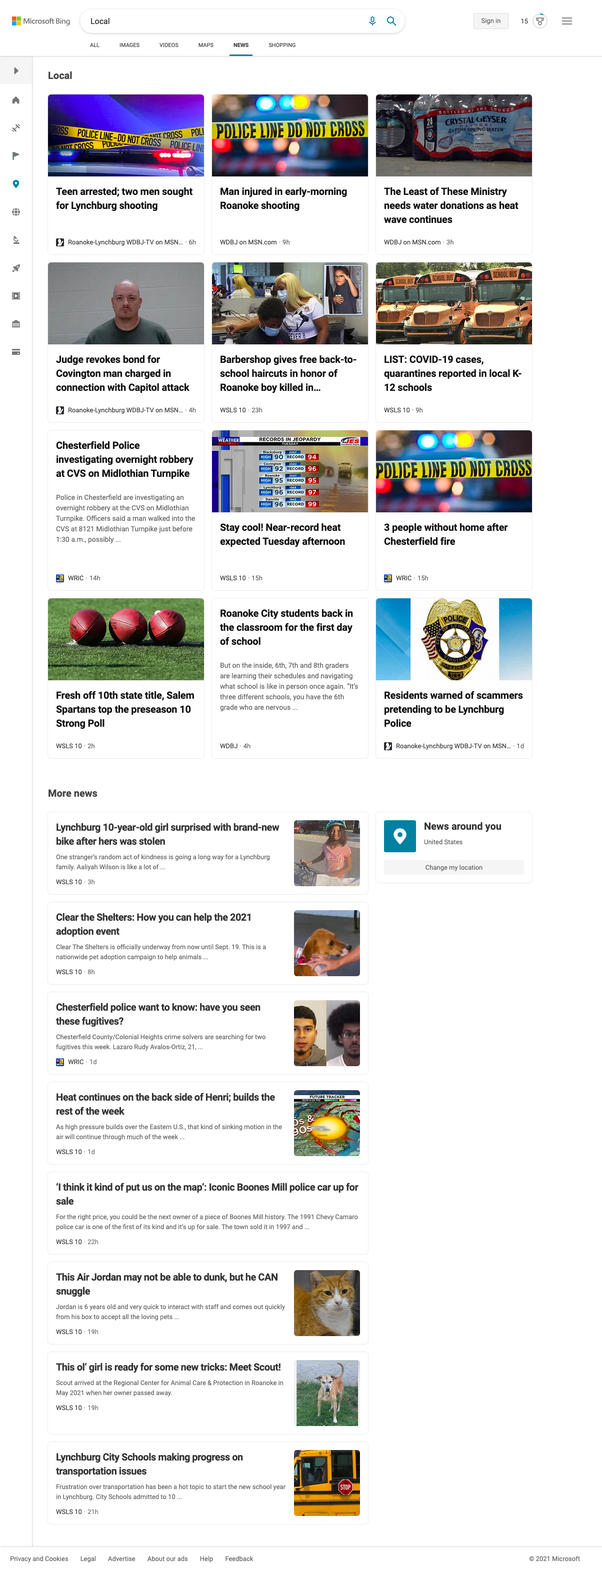 Microsoft Bing
Local
Sign in
15
ALL IMAGES VIDEOS MAPS NEWS SHOPPING
Local
POLICE LINE-DO NOT CROSS
Teen arrested; two men sought
for Lynchburg shooting
Roanoke-Lynchburg WDBJ-TV on MSN... · 6h
POLICE LINE DO NOT CROSS
Man injured in early-morning
Roanoke shooting
WDBJ on MSN.com · 9h
CRYSTAL GEYSER
The Least of These Ministry
needs water donations as heat
wave continues
WDBJ on MSN.com · 3h
Judge revokes bond for
Covington man charged in
connection with Capitol attack
Roanoke-Lynchburg WDBJ-TV on MSN... · 4h
Barbershop gives free back-to-
school haircuts in honor of
Roanoke boy killed in...
WSLS 10 · 23h
SCHOOL BUS
SCHOOL BUS
LIST: COVID-19 cases,
quarantines reported in local K-
12 schools
WSLS 10 · 9h
Chesterfield Police
investigating overnight robbery
at CVS on Midlothian Turnpike
Police in Chesterfield are investigating an
overnight robbery at the CVS on Midlothian
Turnpike. Officers said a man walked into the
CVS at 8121 Midlothian Turnpike just before
1:30 a.m., possibly ...
WRIC · 14h
WEATHER RECORDS IN JEOPARDY
TUESDAY
HIGH 90 RECORD 94
HIGH 92 RECORD 96
HIGH 95 RECORD 95
HIGH 96 RECORD 97
HIGH 96 RECORD 99
Stay cool! Near-record heat
expected Tuesday afternoon
WSLS 10 · 15h
POLICE LINE DO NOT CROSS
3 people without home after
Chesterfield fire
WRIC · 15h
Fresh off 10th state title, Salem
Spartans top the preseason 10
Strong Poll
WSLS 10 · 2h
Roanoke City students back in
the classroom for the first day
of school
But on the inside, 6th, 7th and 8th graders
are learning their schedules and navigating
what school is like in person once again. "It's
three different schools, you have the 6th
grade who are nervous ...
WDBJ · 4h
POLICE
Residents warned of scammers
pretending to be Lynchburg
Police
Roanoke-Lynchburg WDBJ-TV on MSN... · 1d
More news
Lynchburg 10-year-old girl surprised with brand-new
bike after hers was stolen
One stranger's random act of kindness is going a long way for a Lynchburg
family. Aaliyah Wilson is like a lot of ...
WSLS 10 · 3h
News around you
United States
Change my location
Clear the Shelters: How you can help the 2021
adoption event
Clear The Shelters is officially underway from now until Sept. 19. This is a
nationwide pet adoption campaign to help animals ...
WSLS 10 · 8h
Chesterfield police want to know: have you seen
these fugitives?
Chesterfield County/Colonial Heights crime solvers are searching for two
fugitives this week. Lazaro Rudy Avalos-Ortiz, 21, ...
WRIC · 1d
Heat continues on the back side of Henri; builds the
rest of the week
As high pressure builds over the Eastern U.S., that kind of sinking motion in the
air will continue through much of the week ...
WSLS 10 · 1d
FUTURE TRACKER
'I think it kind of put us on the map': Iconic Boones Mill police car up for
sale
For the right price, you could be the next owner of a piece of Boones Mill history. The 1991 Chevy Camaro
police car is one of the first of its kind and it's up for sale. The town sold it in 1997 and ...
WSLS 10 · 22h
This Air Jordan may not be able to dunk, but he CAN
snuggle
Jordan is 6 years old and very quick to interact with staff and comes out quickly
from his box to accept all the loving pets ...
WSLS 10 · 19h
This ol' girl is ready for some new tricks: Meet Scout!
Scout arrived at the Regional Center for Animal Care & Protection in Roanoke in
May 2021 when her owner passed away.
WSLS 10 · 19h
Lynchburg City Schools making progress on
transportation issues
Frustration over transportation has been a hot topic to start the new school year
in Lynchburg. City Schools admitted to 10 ...
WSLS 10 · 21h
STOP
Privacy and Cookies Legal Advertise About our ads Help Feedback
© 2021 Microsoft